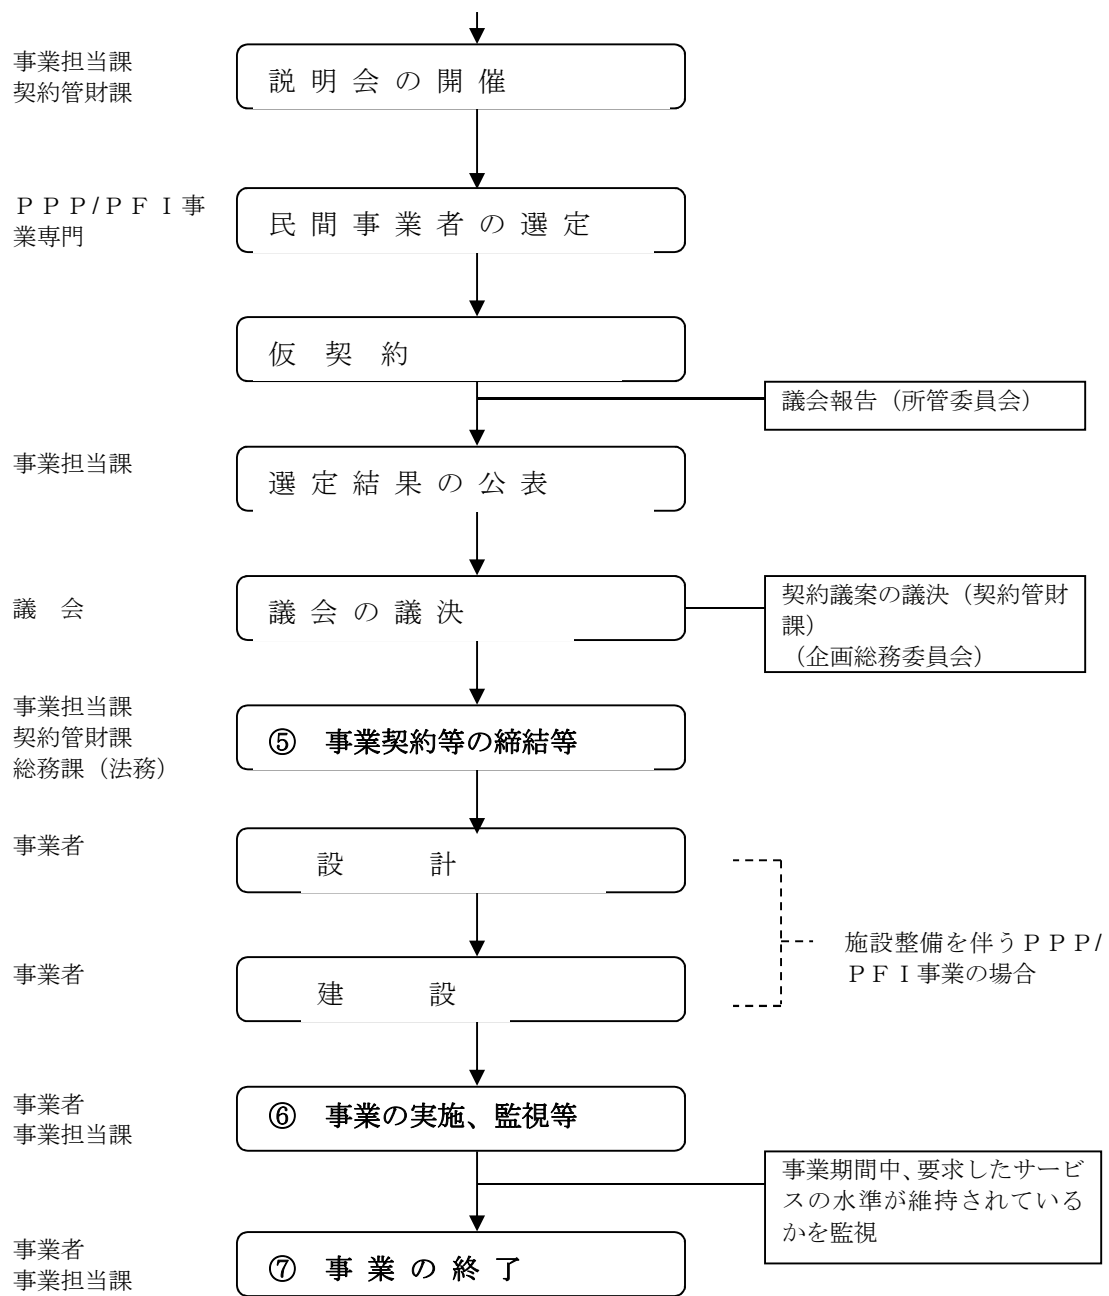 事業担当課
契約管財課
説明会の開催
ＰＰＰ/ＰＦＩ事
業専門
民間事業者の選定
仮　契　約
議会報告（所管委員会）
事業担当課
選定結果の公表
議　会
議会の議決
契約議案の議決（契約管財
課）
（企画総務委員会）
事業担当課
契約管財課
総務課（法務）
⑤　事業契約等の締結等
事業者
設　　　計
施設整備を伴うＰＰＰ/
ＰＦＩ事業の場合
事業者
建　　　設
事業者
事業担当課
⑥　事業の実施、監視等
事業期間中、要求したサービ
スの水準が維持されている
かを監視
事業者
事業担当課
⑦　事業の終了